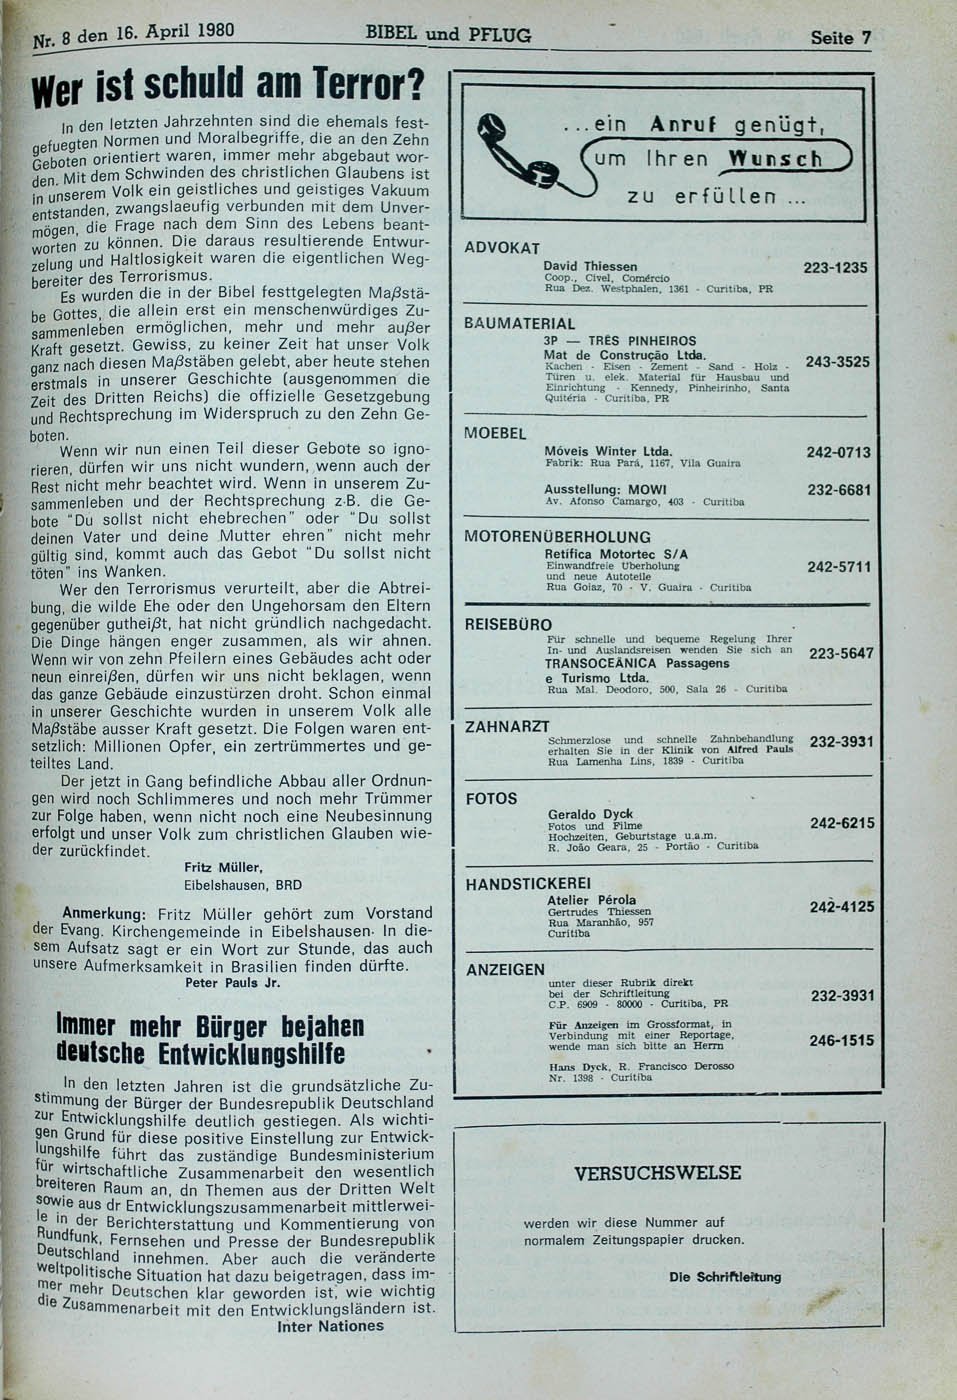 Nr. 8 den 16. April 1980 BIBEL und PFLUG Seite 7
Wer ist schuld am Terror?
In den letzten Jahrzehnten sind die ehemals fest-
gefuegten Normen und Moralbegriffe, die an den Zehn
Geboten orientiert waren, immer mehr abgebaut wor-
den. Mit dem Schwinden des christlichen Glaubens ist
in unserem Volk ein geistliches und geistiges Vakuum
entstanden, zwangslaeufig verbunden mit dem Unver-
mögen, die Frage nach dem Sinn des Lebens beant-
worten zu können. Die daraus resultierende Entwur-
zelung und Haltlosigkeit waren die eigentlichen Weg-
bereiter des Terrorismus.
Es wurden die in der Bibel festtgelegten Maßstä-
be Gottes, die allein erst ein menschenwürdiges Zu-
sammenleben ermöglichen, mehr und mehr außer
Kraft gesetzt. Gewiss, zu keiner Zeit hat unser Volk
ganz nach diesen Maßstäben gelebt, aber heute stehen
erstmals in unserer Geschichte (ausgenommen die
Zeit des Dritten Reichs) die offizielle Gesetzgebung
und Rechtsprechung im Widerspruch zu den Zehn Ge-
boten.
Wenn wir nun einen Teil dieser Gebote so igno-
rieren, dürfen wir uns nicht wundern, wenn auch der
Rest nicht mehr beachtet wird. Wenn in unserem Zu-
sammenleben und der Rechtsprechung z.B. die Ge-
bote "Du sollst nicht ehebrechen" oder "Du sollst
deinen Vater und deine Mutter ehren" nicht mehr
gültig sind, kommt auch das Gebot "Du sollst nicht
töten" ins Wanken.
Wer den Terrorismus verurteilt, aber die Abtrei-
bung, die wilde Ehe oder den Ungehorsam den Eltern
gegenüber gutheißt, hat nicht gründlich nachgedacht.
Die Dinge hängen enger zusammen, als wir ahnen.
Wenn wir von zehn Pfeilern eines Gebäudes acht oder
neun einreißen, dürfen wir uns nicht beklagen, wenn
das ganze Gebäude einzustürzen droht. Schon einmal
in unserer Geschichte wurden in unserem Volk alle
Maßstäbe ausser Kraft gesetzt. Die Folgen waren ent-
setzlich: Millionen Opfer, ein zertrümmertes und ge-
teiltes Land.
Der jetzt in Gang befindliche Abbau aller Ordnun-
gen wird noch Schlimmeres und noch mehr Trümmer
zur Folge haben, wenn nicht noch eine Neubesinnung
erfolgt und unser Volk zum christlichen Glauben wie-
der zurückfindet.
Fritz Müller,
Eibelshausen, BRD
Anmerkung: Fritz Müller gehört zum Vorstand
der Evang. Kirchengemeinde in Eibelshausen. In die-
sem Aufsatz sagt er ein Wort zur Stunde, das auch
unsere Aufmerksamkeit in Brasilien finden dürfte.
Peter Pauls Jr.
Immer mehr Bürger bejahen
deutsche Entwicklungshilfe
In den letzten Jahren ist die grundsätzliche Zu-
stimmung der Bürger der Bundesrepublik Deutschland
zur Entwicklungshilfe deutlich gestiegen. Als wichti-
gen Grund für diese positive Einstellung zur Entwick-
lungshilfe führt das zuständige Bundesministerium
für wirtschaftliche Zusammenarbeit den wesentlich
breiteren Raum an, dn Themen aus der Dritten Welt
sowie aus dr Entwicklungszusammenarbeit mittlerwei-
le in der Berichterstattung und Kommentierung von
Rundfunk, Fernsehen und Presse der Bundesrepublik
Deutschland innehmen. Aber auch die veränderte
weltpolitische Situation hat dazu beigetragen, dass im-
mer mehr Deutschen klar geworden ist, wie wichtig
die Zusammenarbeit mit den Entwicklungsländern ist.
Inter Nationes
...ein Anruf genügt,
um Ihren Wunsch
zu erfüllen ...
ADVOKAT
David Thiessen 223-1235
Coop., Civel, Comércio
Rua Dez. Westphalen, 1361 - Curitiba, PR
BAUMATERIAL
3P — TRÊS PINHEIROS
Mat de Construção Ltda. 243-3525
Kachen - Eisen - Zement - Sand - Holz -
Türen u. elek. Material für Hausbau und
Einrichtung - Kennedy, Pinheirinho, Santa
Quitéria - Curitiba, PR
MOEBEL
Móveis Winter Ltda. 242-0713
Fabrik: Rua Pará, 1167, Vila Guaira
Ausstellung: MOWI 232-6681
Av. Afonso Camargo, 403 - Curitiba
MOTORENÜBERHOLUNG
Retífica Motortec S/A
Einwandfreie Uberholung 242-5711
und neue Autoteile
Rua Goiaz, 70 - V. Guaira - Curitiba
REISEBÜRO
Für schnelle und bequeme Regelung Ihrer
In- und Auslandsreisen wenden Sie sich an 223-5647
TRANSOCEÂNICA Passagens
e Turismo Ltda.
Rua Mal. Deodoro, 500, Sala 26 - Curitiba
ZAHNARZT
Schmerzlose und schnelle Zahnbehandlung 232-3931
erhalten Sie in der Klinik von Alfred Pauls
Rua Lamenha Lins, 1839 - Curitiba
FOTOS
Geraldo Dyck
Fotos und Filme 242-6215
Hochzeiten, Geburtstage u.a.m.
R. João Geara, 25 - Portão - Curitiba
HANDSTICKEREI
Atelier Pérola 242-4125
Gertrudes Thiessen
Rua Maranhão, 957
Curitiba
ANZEIGEN
unter dieser Rubrik direkt
bei der Schriftleitung 232-3931
C.P. 6909 - 80000 - Curitiba, PR
Für Anzeigen im Grossformat, in
Verbindung mit einer Reportage,
wende man sich bitte an Herrn 246-1515
Hans Dyck, R. Francisco Derosso
Nr. 1398 - Curitiba
VERSUCHSWELSE
werden wir diese Nummer auf
normalem Zeitungspapier drucken.
Die Schriftleitung